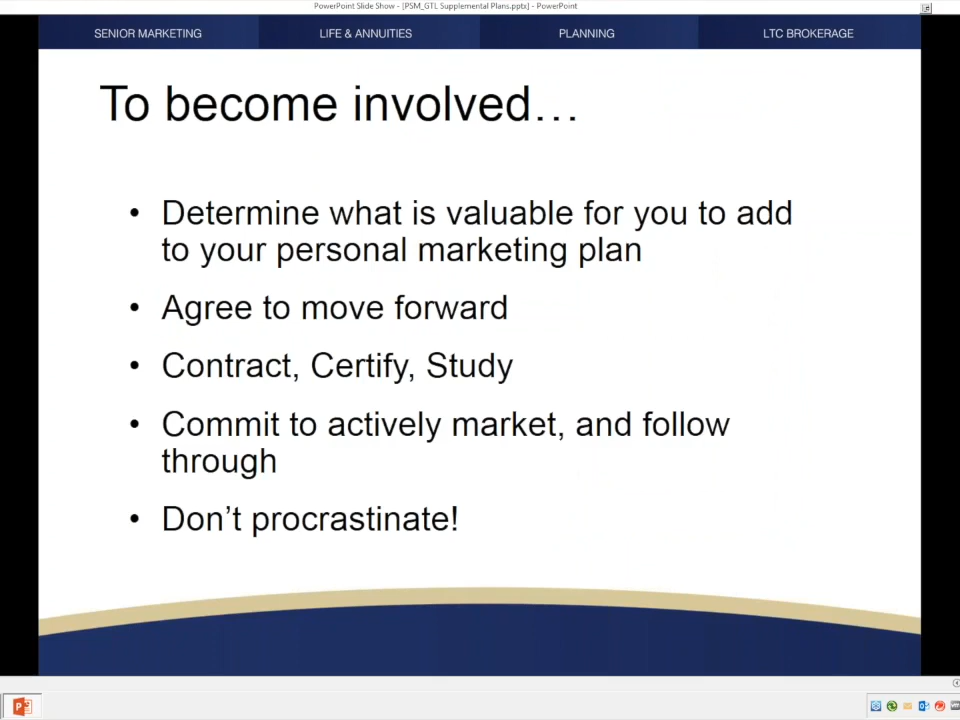 PowerPoint Slide Show - [PSM_GTL Supplemental Plans.pptx] - PowerPoint
SENIOR MARKETING LIFE & ANNUITIES PLANNING LTC BROKERAGE
To become involved…
• Determine what is valuable for you to add
to your personal marketing plan
• Agree to move forward
• Contract, Certify, Study
• Commit to actively market, and follow
through
• Don’t procrastinate!